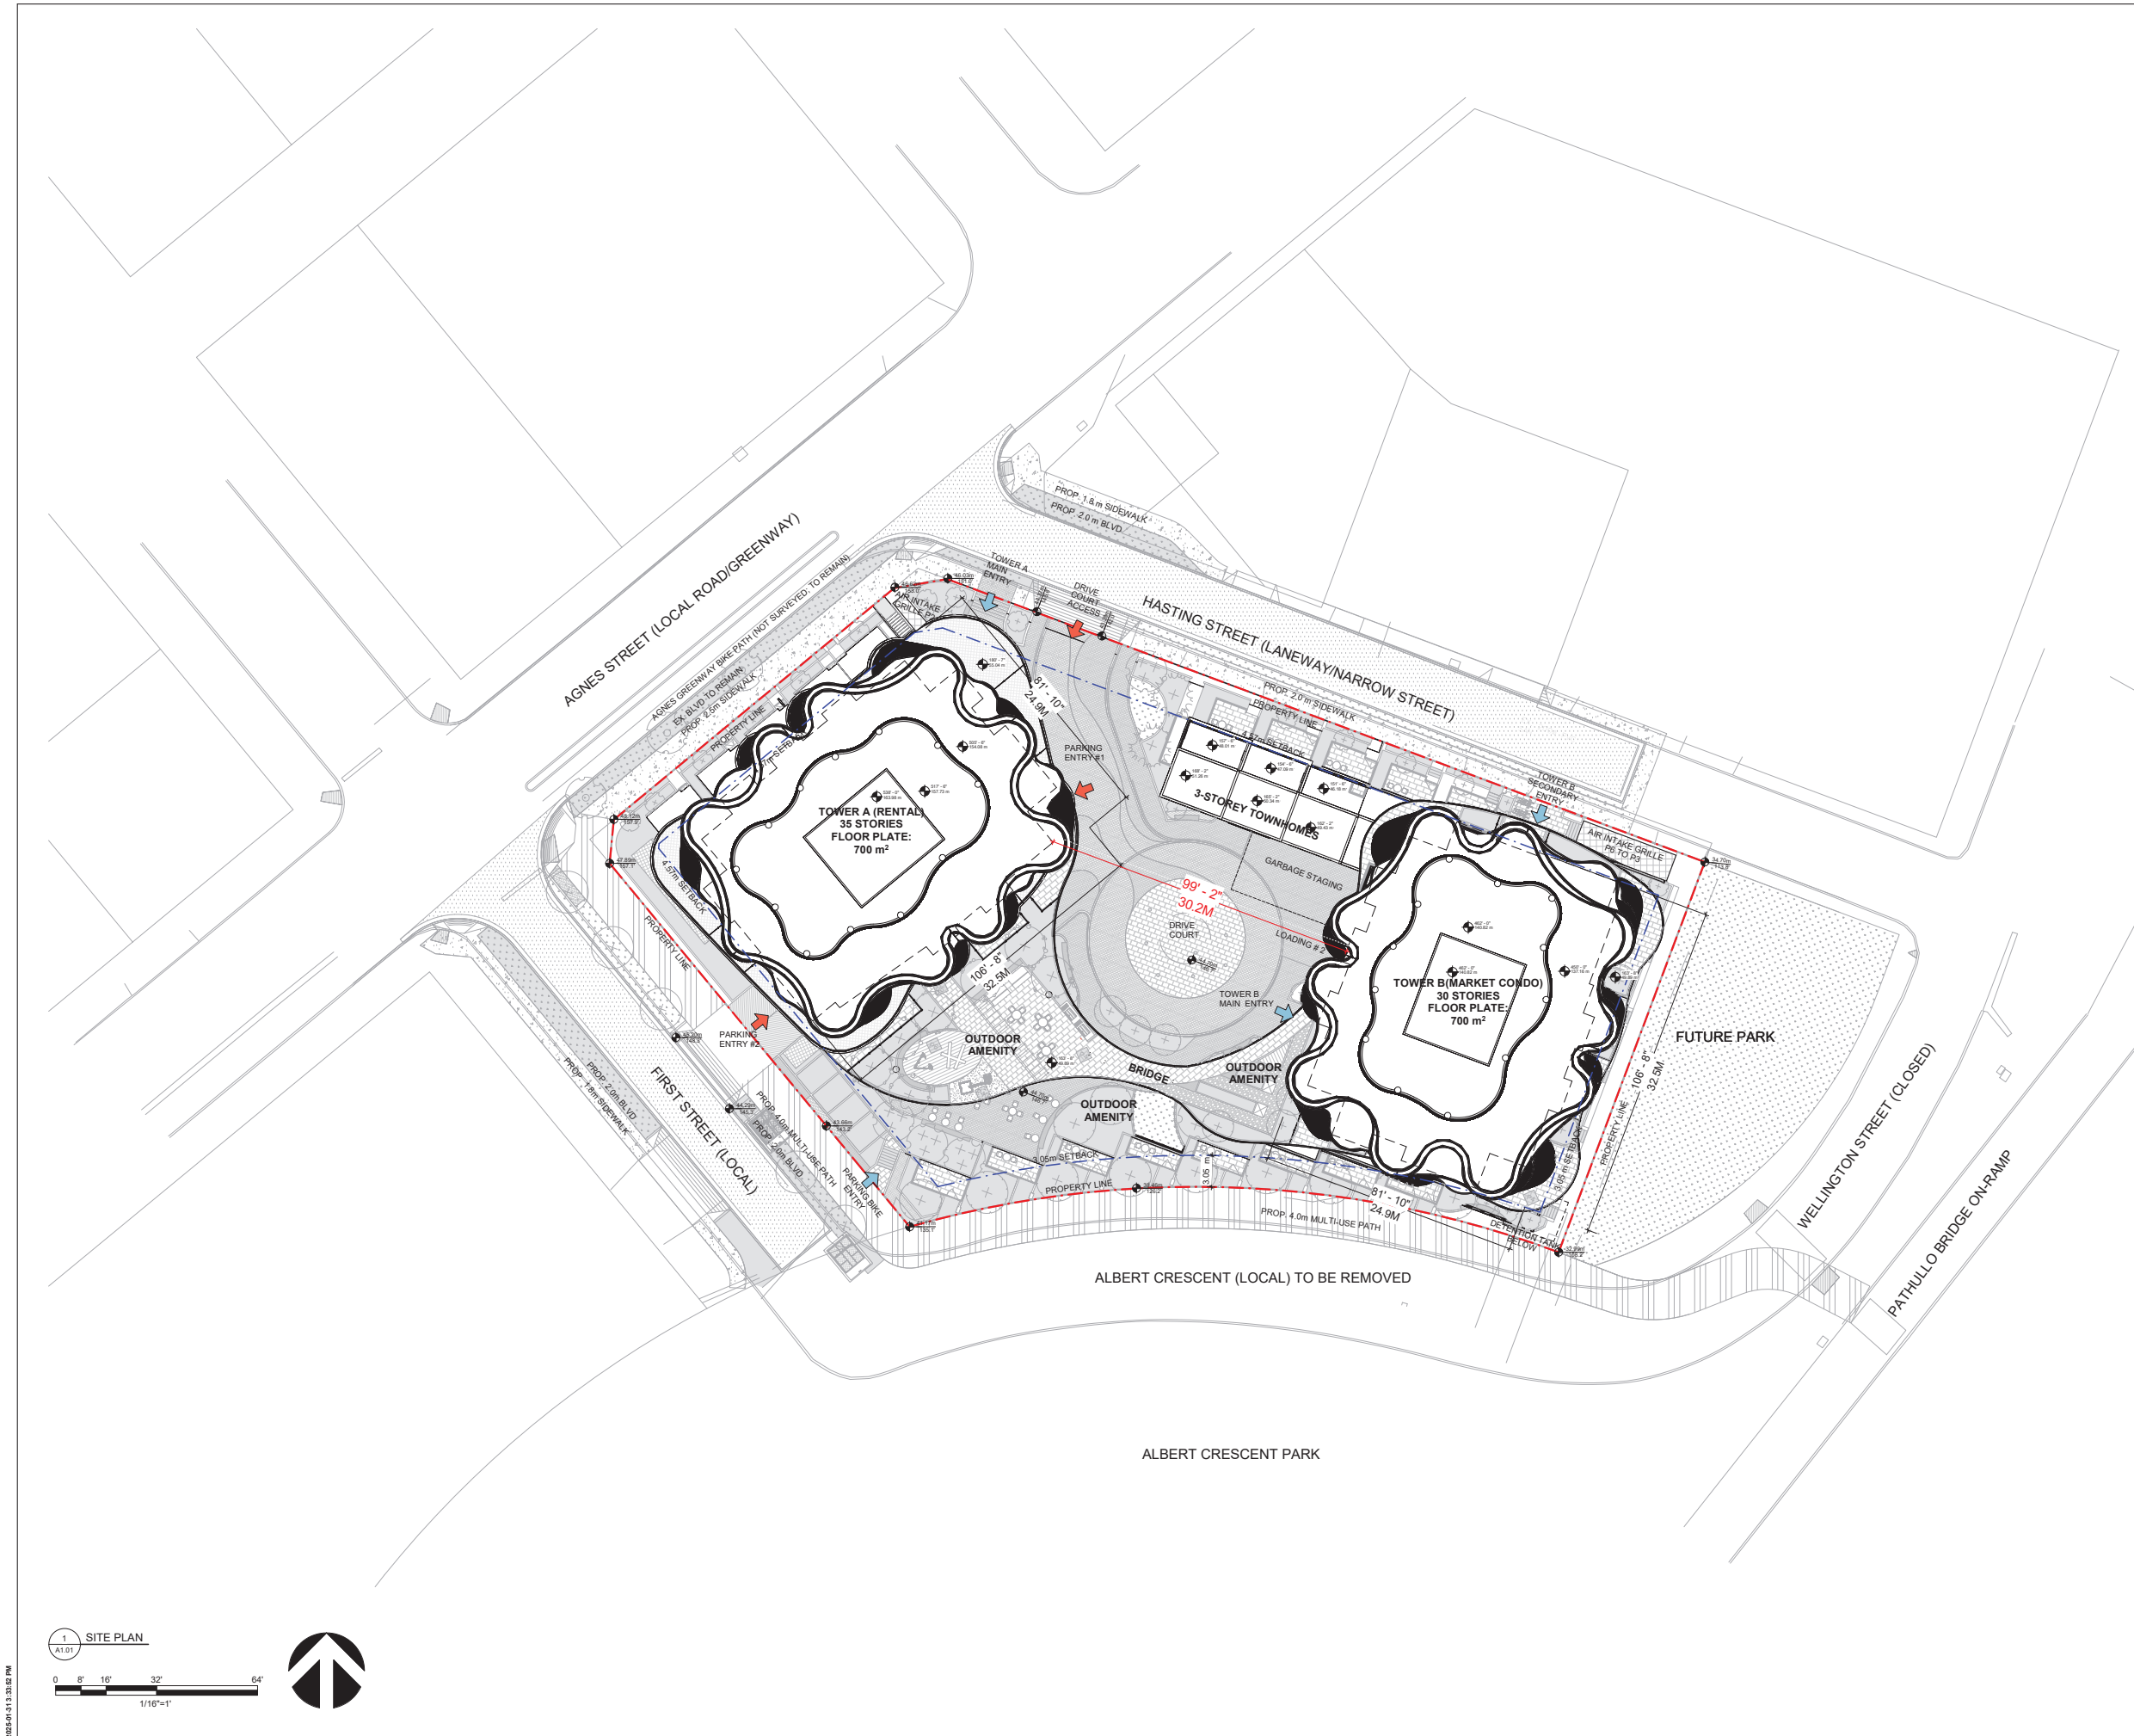 PROP. 1.8 m SIDEWALK
PROP. 2.0 m BLVD
AGNES STREET (LOCAL ROAD/GREENWAY)
AGNES GREENWAY BIKE PATH (NOT SURVEYED. TO REMAIN)
EX. BLVD TO REMAIN
PROP. 2.5m SIDEWALK
PROPERTY LINE
TOWER A
MAIN
ENTRY
DRIVE
COURT
ACCESS
AIR INTAKE
HASTING STREET (LANEWAY/NARROW STREET)
PROP. 2.0 m SIDEWALK
PROPERTY LINE
4.57m SETBACK
81' - 10"
24.9M
PARKING
ENTRY #1
TOWER A (RENTAL)
35 STORIES
FLOOR PLATE:
700 m²
3-STOREY TOWNHOMES
GARBAGE STAGING
TOWER B
SECONDARY
ENTRY
AIR INTAKE GRILLE
P6 TO P3
99' - 2"
30.2M
DRIVE
COURT
LOADING # 2
TOWER B
MAIN ENTRY
TOWER B(MARKET CONDO)
30 STORIES
FLOOR PLATE:
700 m²
FUTURE PARK
4.57m SETBACK
PROPERTY LINE
106' - 8"
32.5M
PARKING
ENTRY #2
OUTDOOR
AMENITY
BRIDGE
OUTDOOR
AMENITY
OUTDOOR
AMENITY
106' - 8"
32.5M
PROPERTY LINE
3.05 m SETBACK
PROP. 2.0m BLVD
PROP. 1.8m SIDEWALK
FIRST STREET (LOCAL)
PROP. 4.0m MULTI-USE PATH
PROP. 2.0m BLVD
PARKING BIKE
ENTRY
3.05m SETBACK
3.05 m
PROPERTY LINE
81' - 10"
24.9M
PROP. 4.0m MULTI-USE PATH
DETENTION TANK
BELOW
WELLINGTON STREET (CLOSED)
PATHULLO BRIDGE ON-RAMP
ALBERT CRESCENT (LOCAL) TO BE REMOVED
ALBERT CRESCENT PARK
1
A1.01
SITE PLAN
0 8' 16' 32' 64'
1/16"=1'